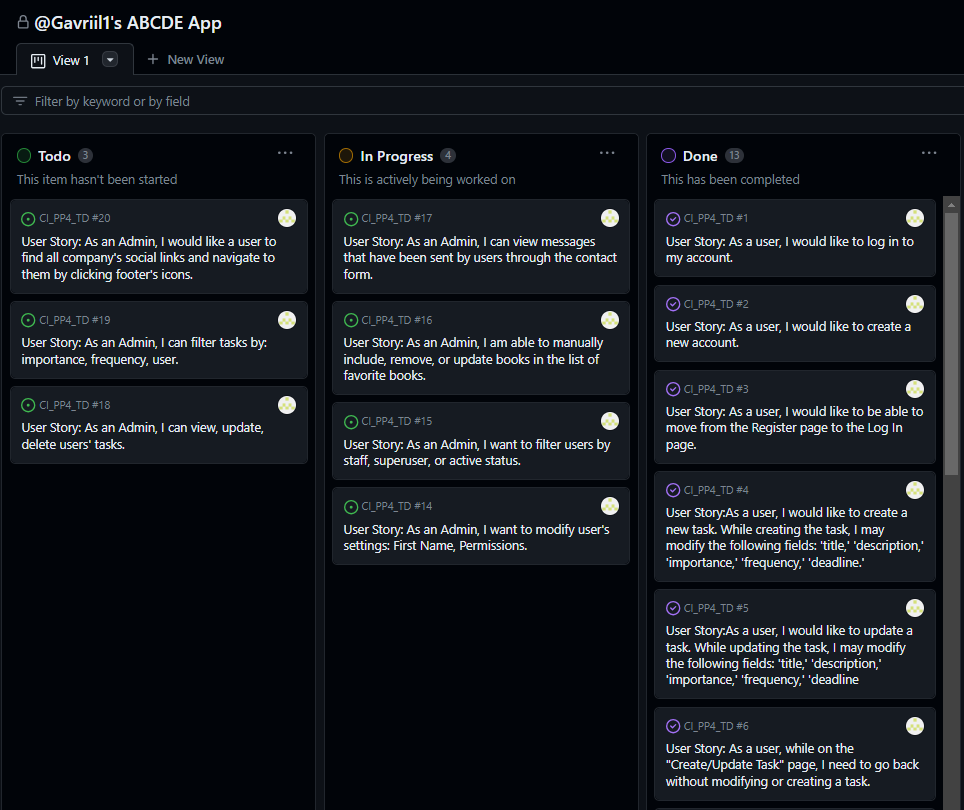 @Gavriil1's ABCDE App
View 1
New View
Filter by keyword or by field
Todo 3
This item hasn't been started
CI_PP4_TD #20
User Story: As an Admin, I would like a user to
find all company's social links and navigate to
them by clicking footer's icons.
CI_PP4_TD #19
User Story: As an Admin, I can filter tasks by:
importance, frequency, user.
CI_PP4_TD #18
User Story: As an Admin, I can view, update,
delete users' tasks.
In Progress 4
This is actively being worked on
CI_PP4_TD #17
User Story: As an Admin, I can view messages
that have been sent by users through the contact
form.
CI_PP4_TD #16
User Story: As an Admin, I am able to manually
include, remove, or update books in the list of
favorite books.
CI_PP4_TD #15
User Story: As an Admin, I want to filter users by
staff, superuser, or active status.
CI_PP4_TD #14
User Story: As an Admin, I want to modify user's
settings: First Name, Permissions.
Done 13
This has been completed
CI_PP4_TD #1
User Story: As a user, I would like to log in to
my account.
CI_PP4_TD #2
User Story: As a user, I would like to create a
new account.
CI_PP4_TD #3
User Story: As a user, I would like to be able to
move from the Register page to the Log In
page.
CI_PP4_TD #4
User Story:As a user, I would like to create a
new task. While creating the task, I may
modify the following fields: 'title,' 'description,'
'importance,' 'frequency,' 'deadline.'
CI_PP4_TD #5
User Story:As a user, I would like to update a
task. While updating the task, I may modify
the following fields: 'title,' 'description,'
'importance,' 'frequency,' 'deadline
CI_PP4_TD #6
User Story: As a user, while on the
"Create/Update Task" page, I need to go back
without modifying or creating a task.